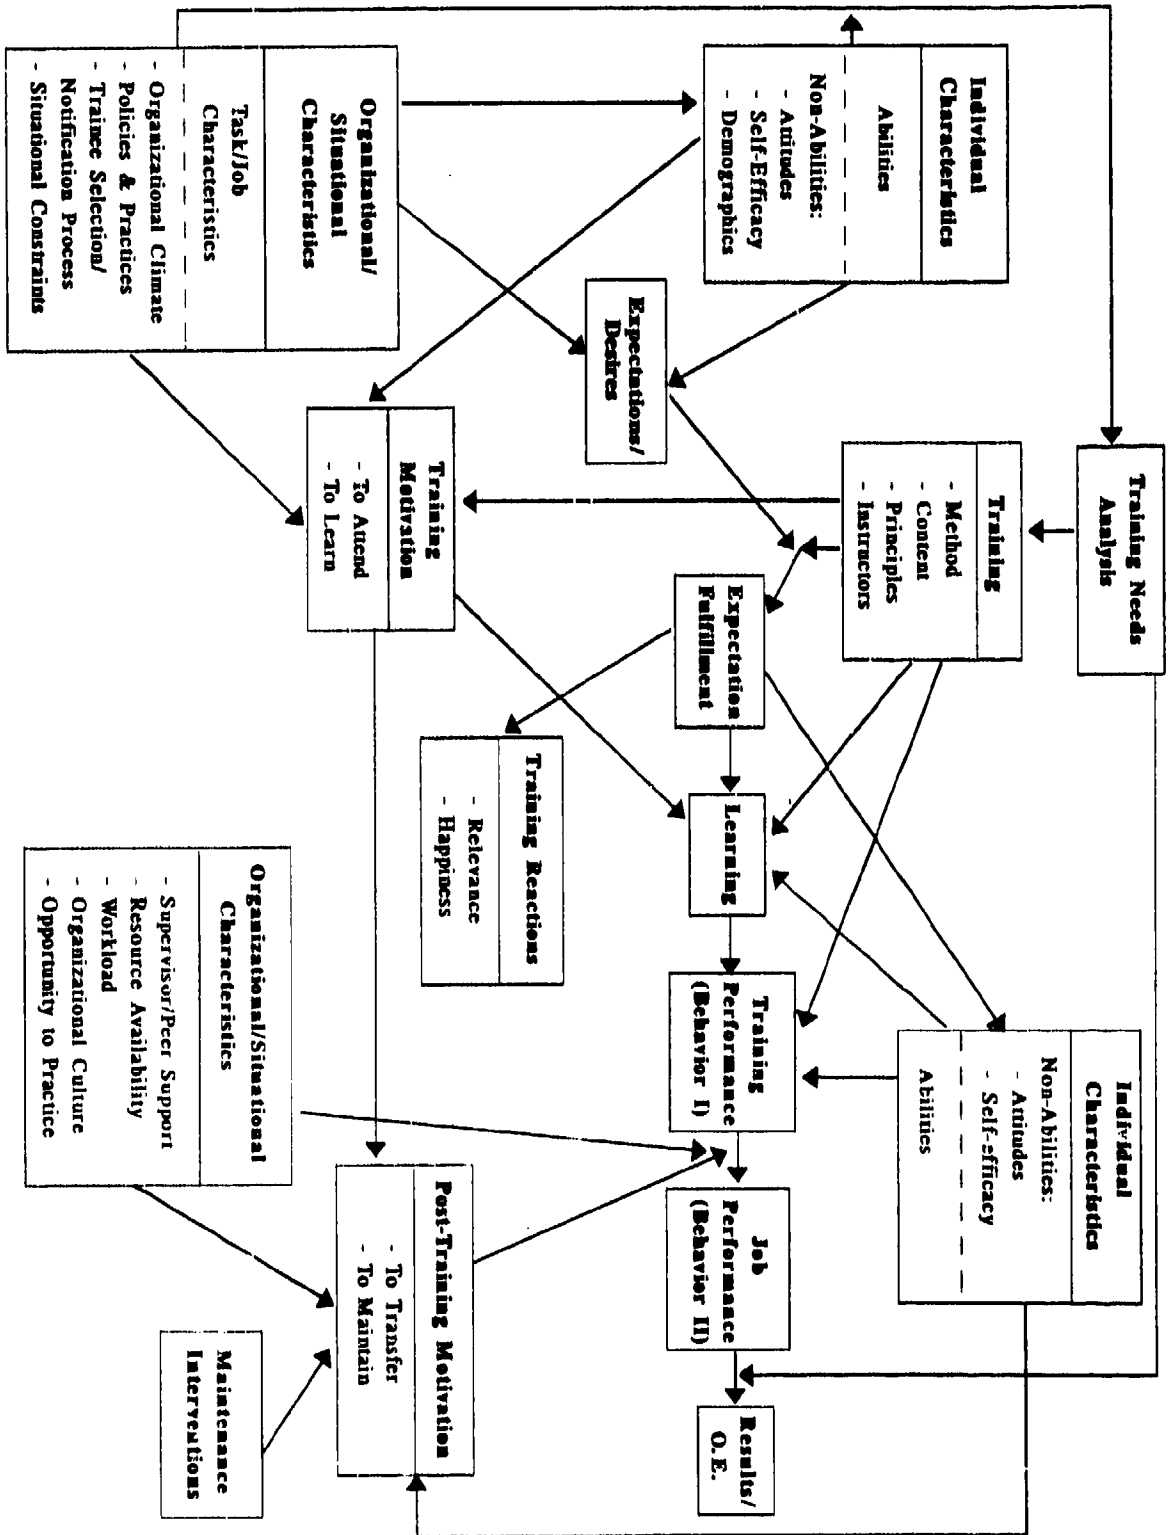 Individual
Characteristics
Abilities
Non-Abilities:
- Attitudes
- Self-Efficacy
- Demographics
Organizational/
Situational
Characteristics
Task/Job
Characteristics
- Organizational Climate
- Policies & Practices
- Trainee Selection/
Notification Process
- Situational Constraints
Expectations/
Desires
Training Needs
Analysis
Training
- Method
- Content
- Principles
- Instructors
Training
Motivation
- To Attend
- To Learn
Expectation
Fulfillment
Training Reactions
- Relevance
- Happiness
Learning
Training
Performance
(Behavior I)
Individual
Characteristics
Non-Abilities:
- Attitudes
- Self-efficacy
Abilities
Organizational/Situational
Characteristics
- Supervisor/Peer Support
- Resource Availability
- Workload
- Organizational Culture
- Opportunity to Practice
Job
Performance
(Behavior II)
Post-Training Motivation
- To Transfer
- To Maintain
Maintenance
Interventions
Results/
O.E.